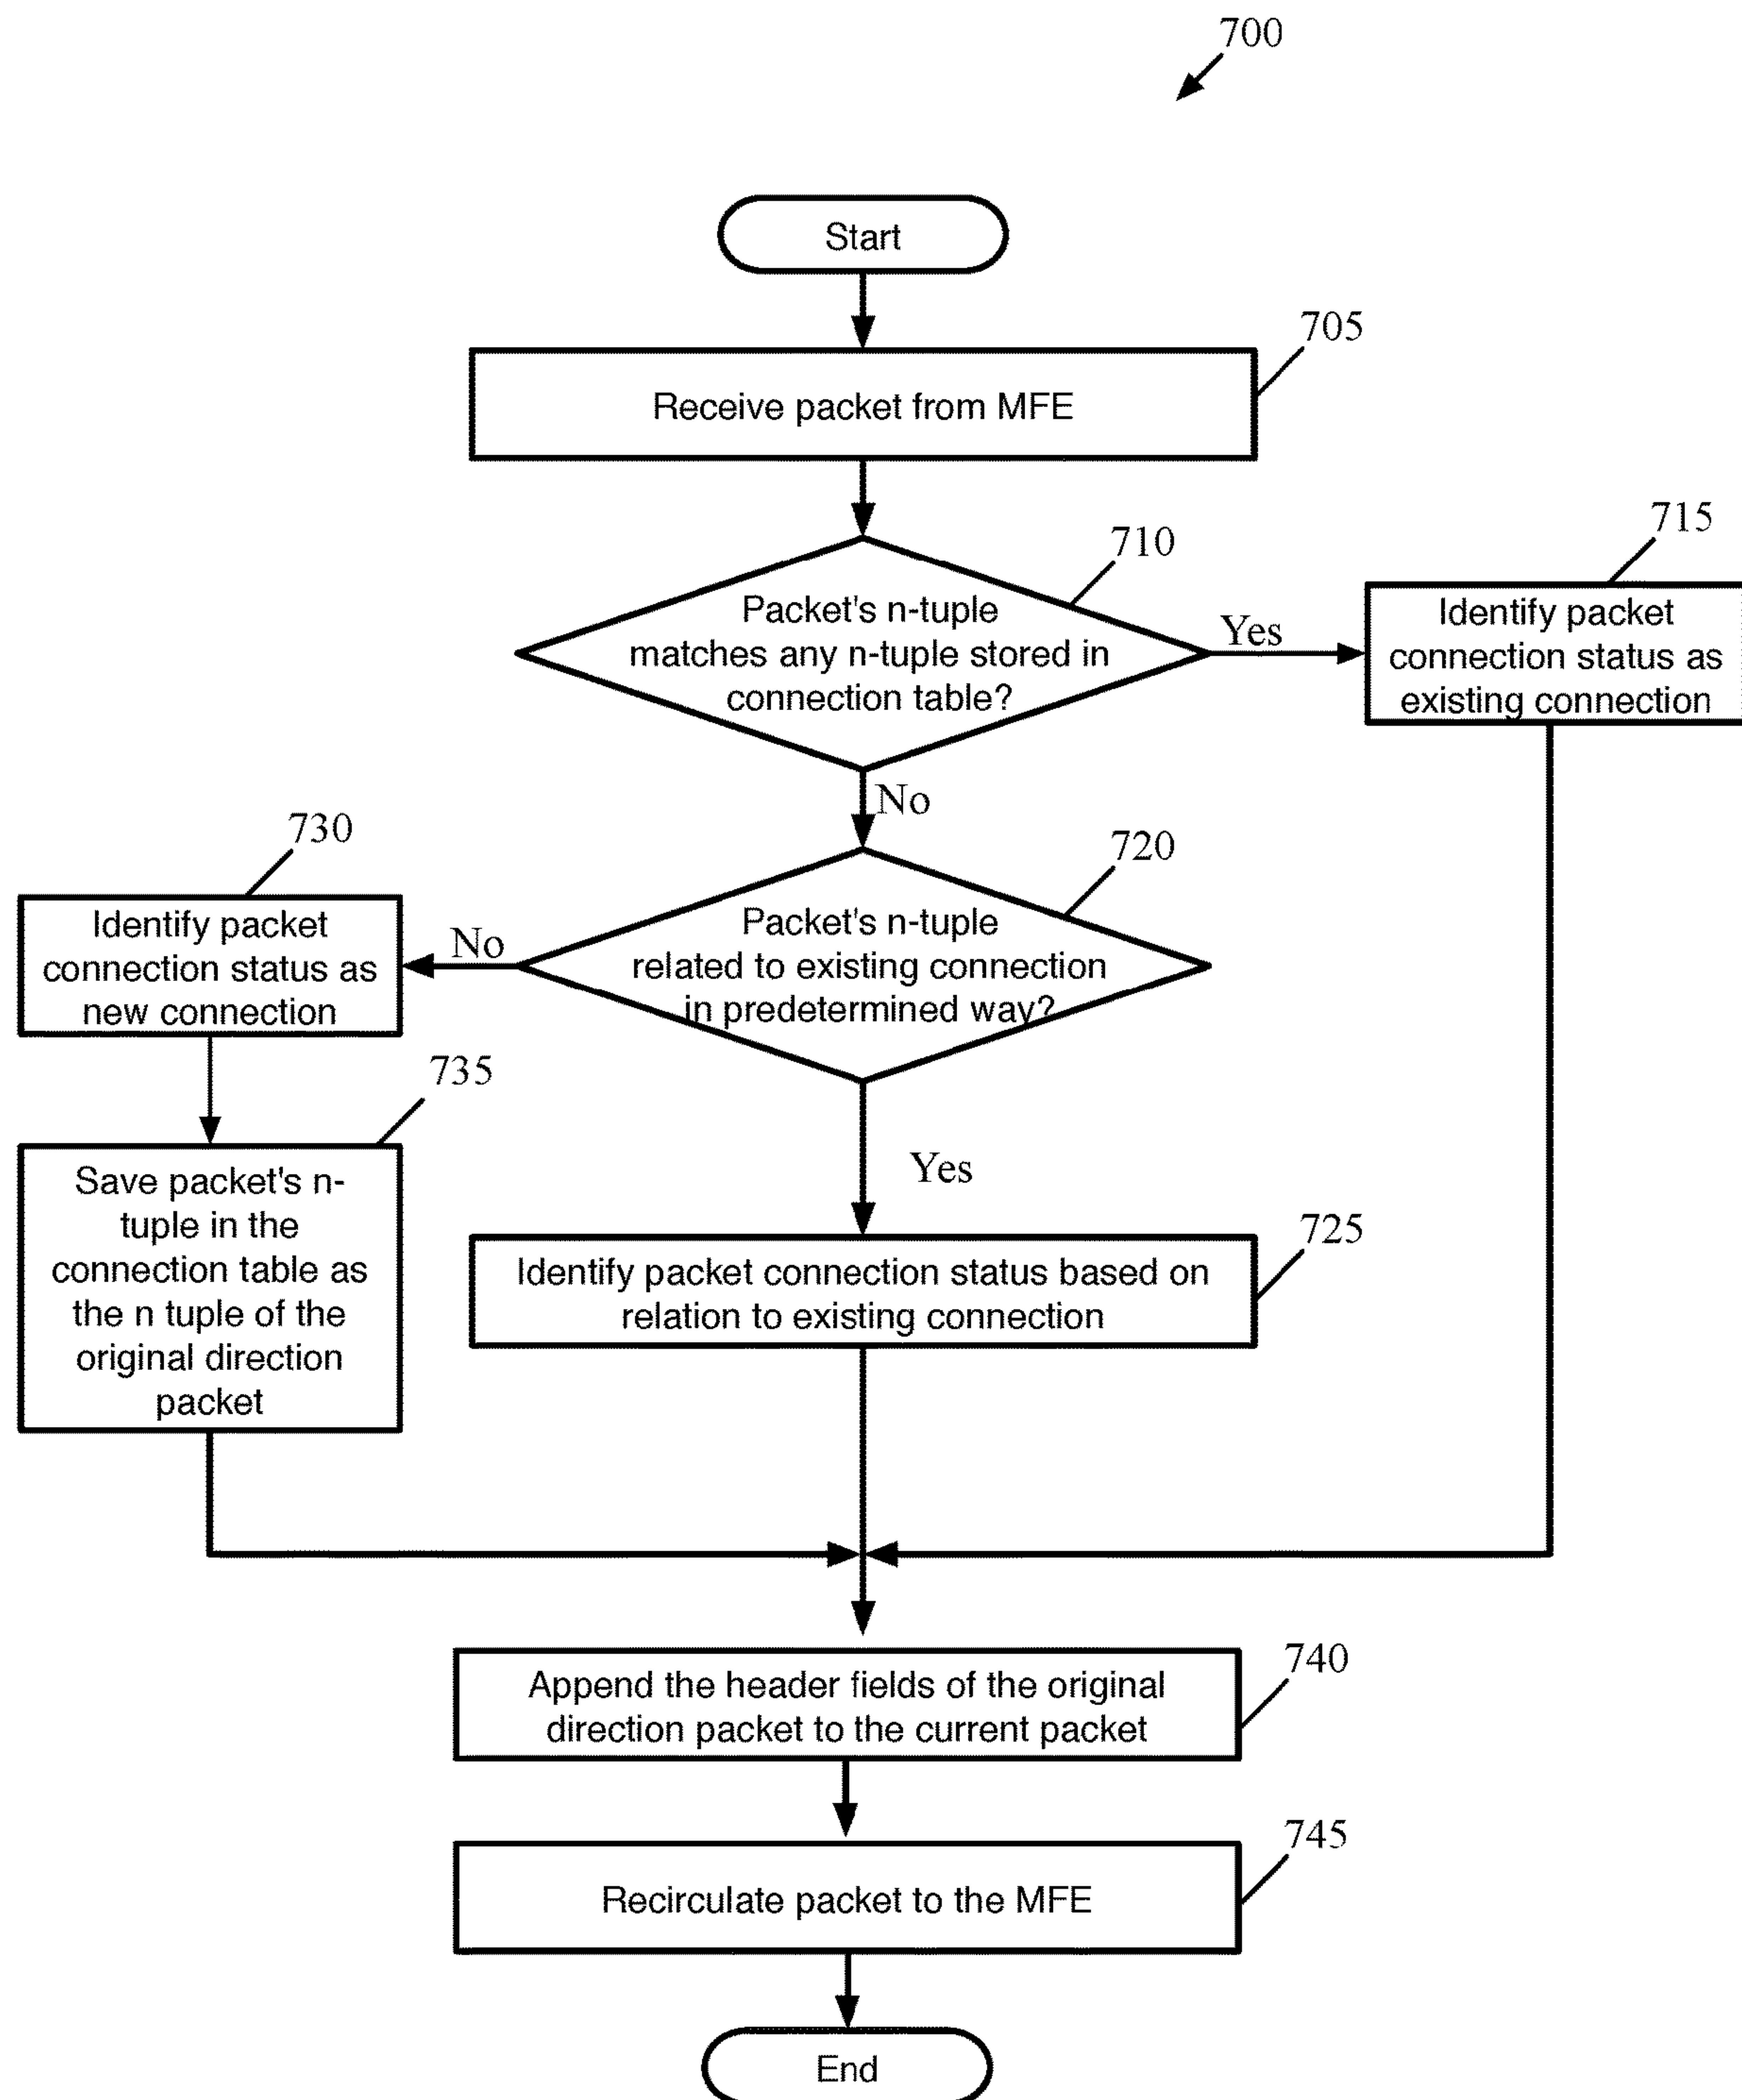 700
Start
705
Receive packet from MFE
710
Packet's n-tuple
matches any n-tuple stored in
connection table?
Yes
715
Identify packet
connection status as
existing connection
No
720
Packet's n-tuple
related to existing connection
in predetermined way?
No
730
Identify packet
connection status as
new connection
735
Save packet's n-
tuple in the
connection table as
the n tuple of the
original direction
packet
Yes
725
Identify packet connection status based on
relation to existing connection
740
Append the header fields of the original
direction packet to the current packet
745
Recirculate packet to the MFE
End